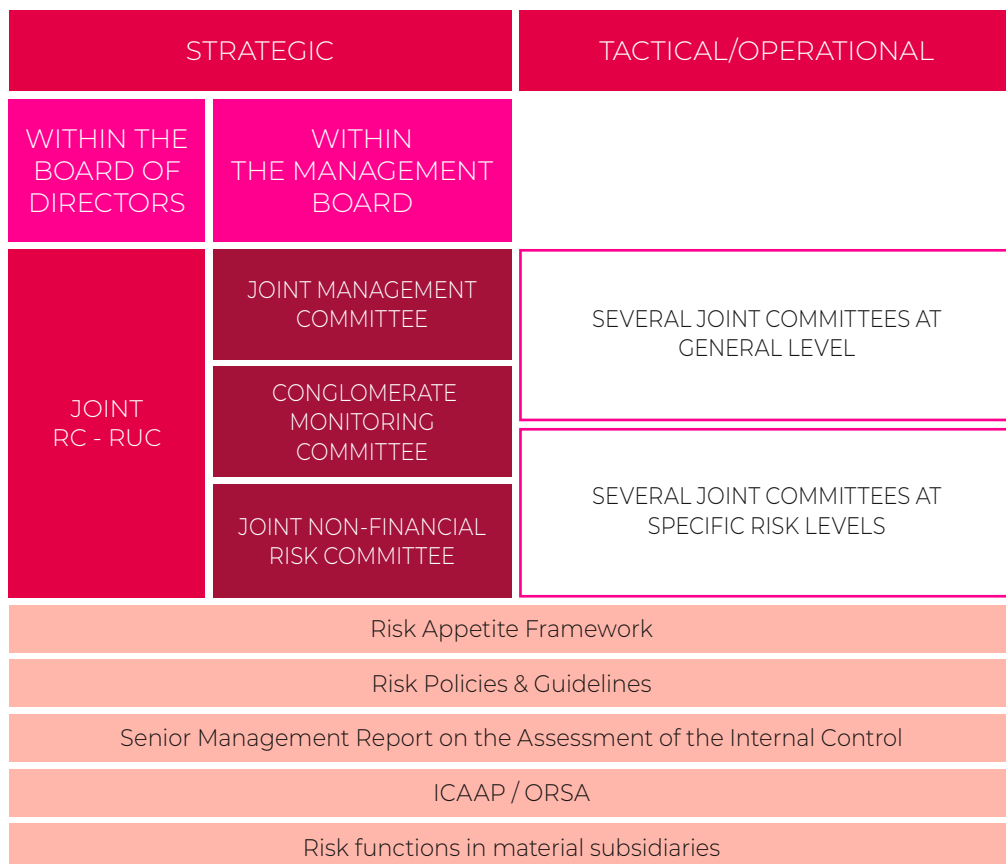 STRATEGIC
TACTICAL/OPERATIONAL
WITHIN THE
BOARD OF
DIRECTORS
WITHIN
THE MANAGEMENT
BOARD
JOINT
RC - RUC
JOINT MANAGEMENT
COMMITTEE
CONGLOMERATE
MONITORING
COMMITTEE
JOINT NON-FINANCIAL
RISK COMMITTEE
SEVERAL JOINT COMMITTEES AT
GENERAL LEVEL
SEVERAL JOINT COMMITTEES AT
SPECIFIC RISK LEVELS
Risk Appetite Framework
Risk Policies & Guidelines
Senior Management Report on the Assessment of the Internal Control
ICAAP / ORSA
Risk functions in material subsidiaries